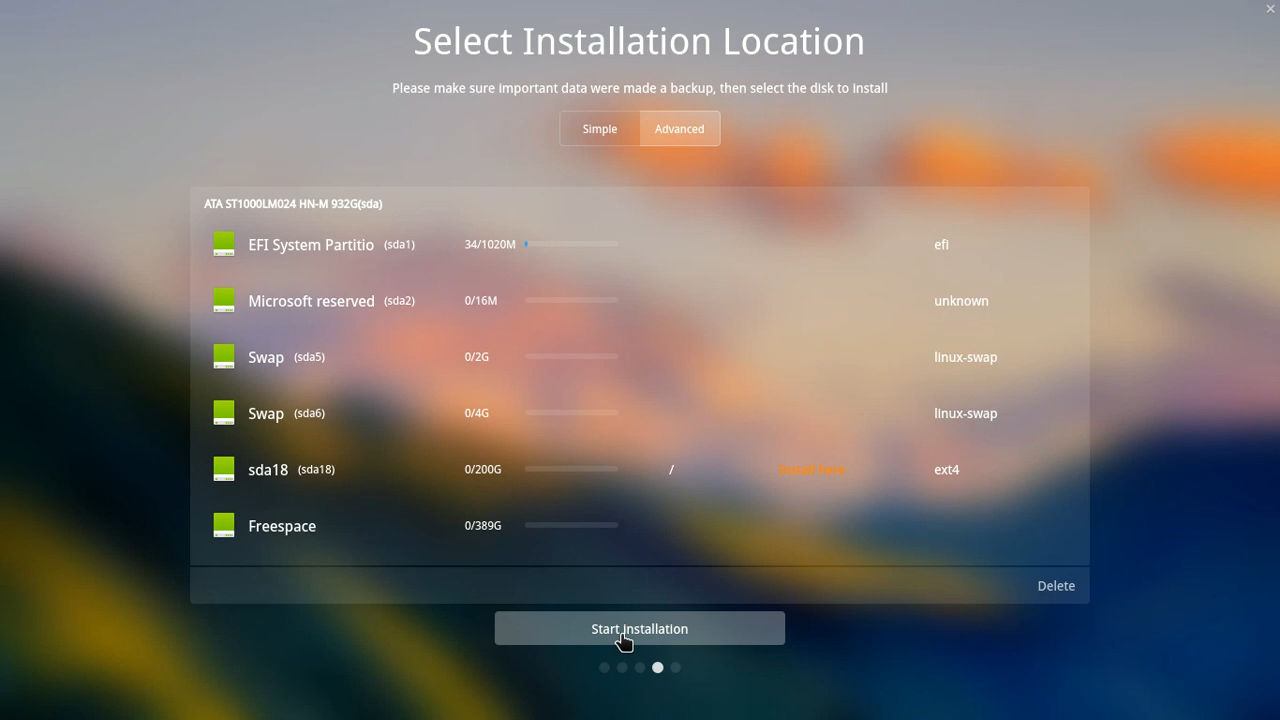 Select Installation Location
Please make sure important data were made a backup, then select the disk to install
Simple Advanced
ATA ST1000LM024 HN-M 932G(sda)
EFI System Partitio (sda1) 34/1020M efi
Microsoft reserved (sda2) 0/16M unknown
Swap (sda5) 0/2G linux-swap
Swap (sda6) 0/4G linux-swap
sda18 (sda18) 0/200G / Install here ext4
Freespace 0/389G
Delete
Start installation